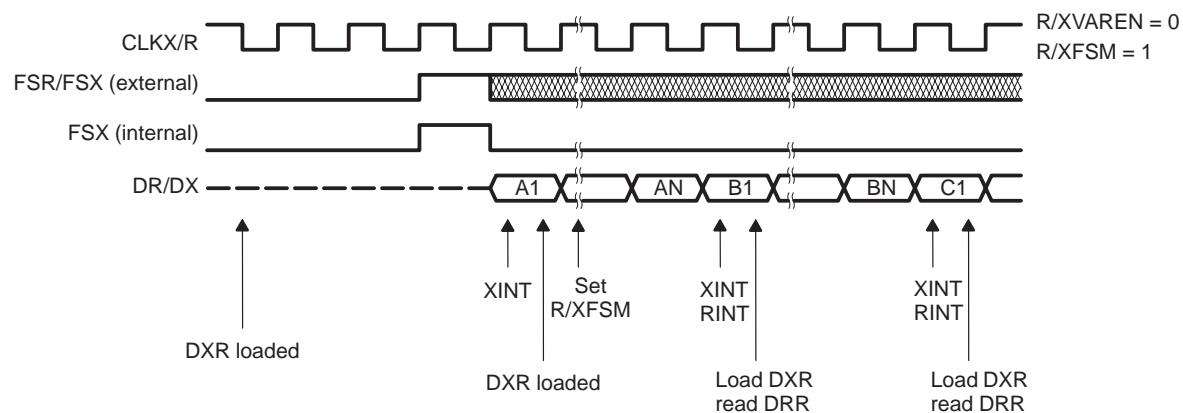 R/XVAREN = 0
CLKX/R
R/XFSM = 1
FSR/FSX (external)
FSX (internal)
DR/DX
A1
AN
B1
BN
C1
XINT
Set
R/XFSM
XINT
RINT
XINT
RINT
DXR loaded
DXR loaded
Load DXR
read DRR
Load DXR
read DRR